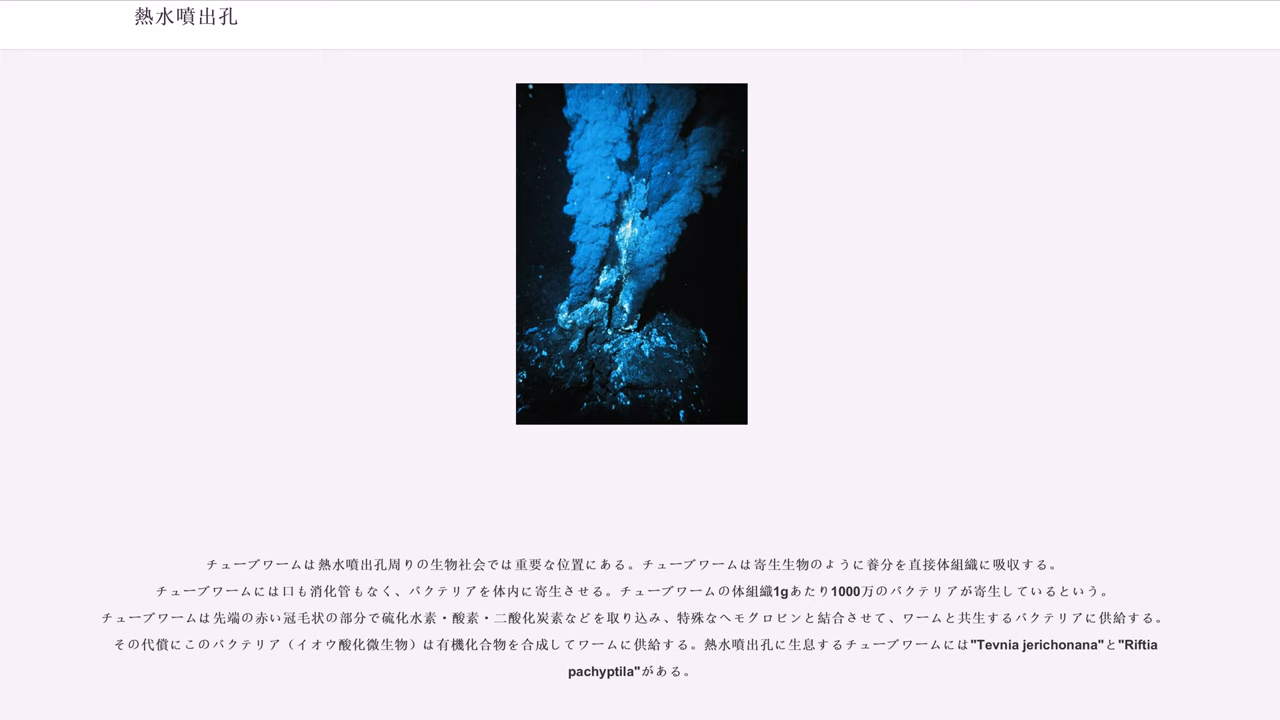 熱水噴出孔
チューブワームは熱水噴出孔周りの生物社会では重要な位置にある。チューブワームは寄生生物のように養分を直接体組織に吸収する。
チューブワームには口も消化管もなく、バクテリアを体内に寄生させる。チューブワームの体組織1gあたり1000万のバクテリアが寄生しているという。
チューブワームは先端の赤い冠毛状の部分で硫化水素・酸素・二酸化炭素などを取り込み、特殊なヘモグロビンと結合させて、ワームと共生するバクテリアに供給する。
その代償にこのバクテリア（イオウ酸化微生物）は有機化合物を合成してワームに供給する。熱水噴出孔に生息するチューブワームには"Tevnia jerichonana"と"Riftia
pachyptila"がある。